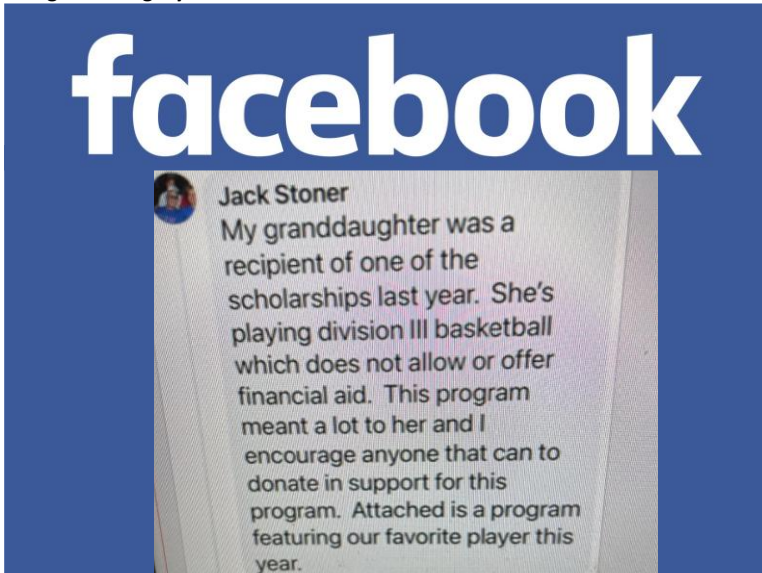 facebook
Jack Stoner
My granddaughter was a
recipient of one of the
scholarships last year. She's
playing division III basketball
which does not allow or offer
financial aid. This program
meant a lot to her and I
encourage anyone that can to
donate in support for this
program. Attached is a program
featuring our favorite player this
year.